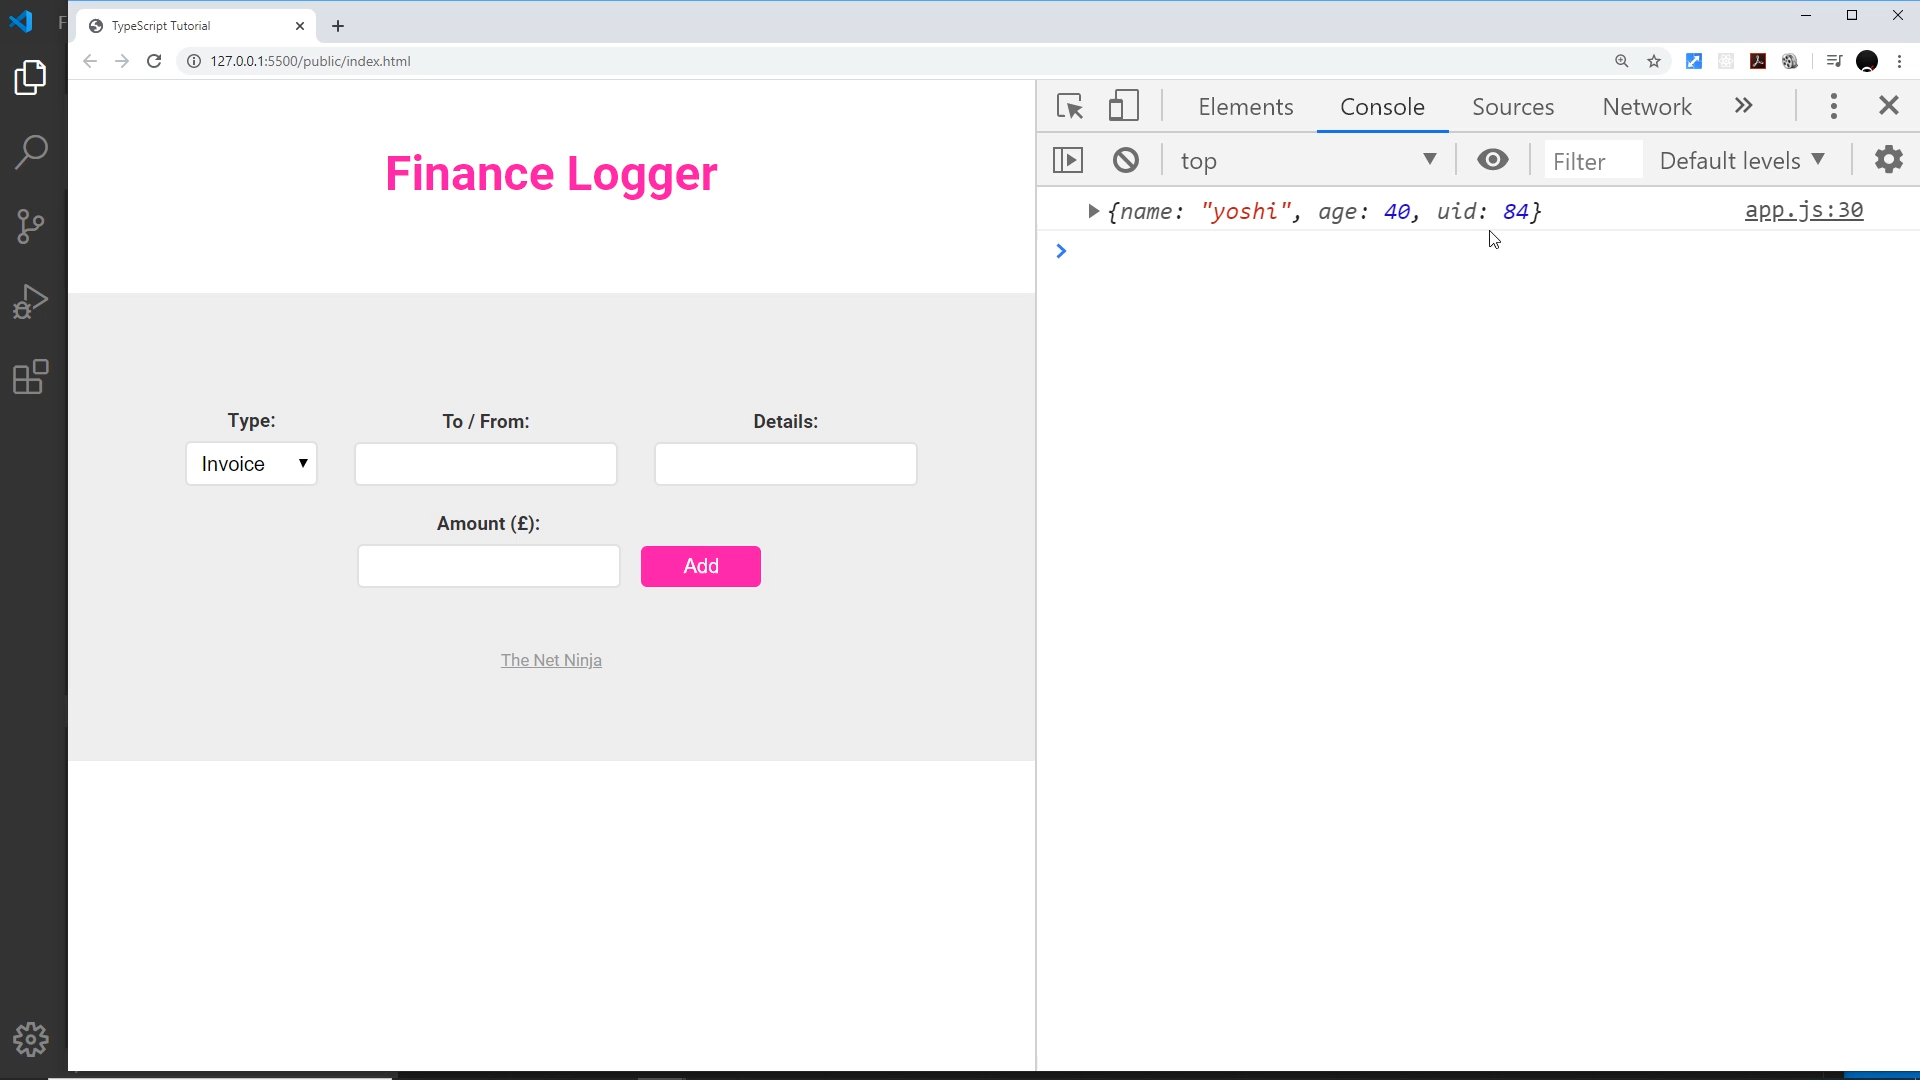 F
TypeScript Tutorial
127.0.0.1:5500/public/index.html
Finance Logger
Type:
To / From:
Details:
Invoice
Amount (£):
Add
The Net Ninja
Elements Console Sources Network
top Filter Default levels
{name: "yoshi", age: 40, uid: 84} app.js:30